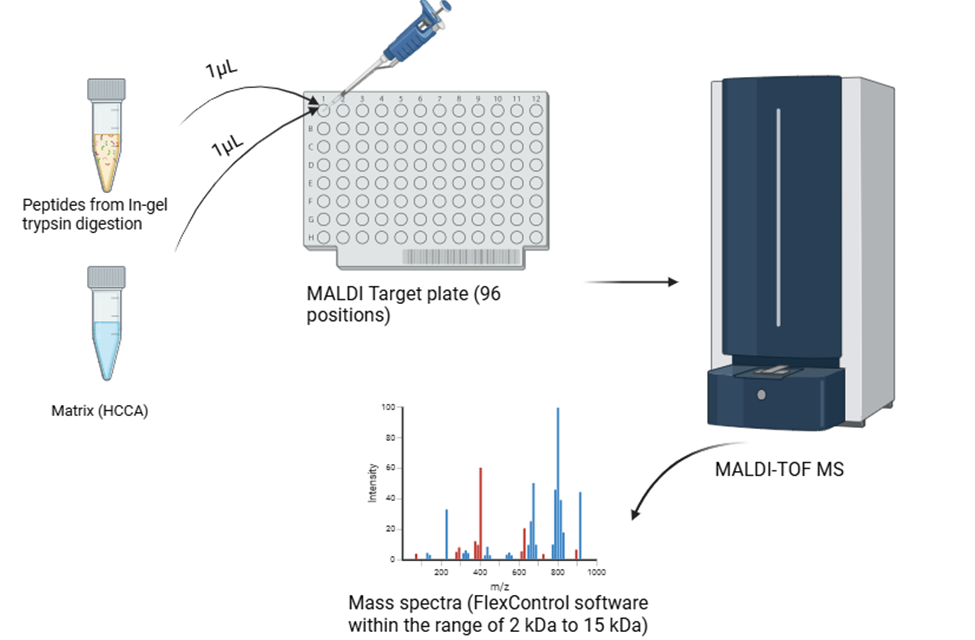 1µL
1µL
Peptides from In-gel
trypsin digestion
Matrix (HCCA)
1 2 3 4 5 6 7 8 9 10 11 12
B
C
D
E
F
G
H
MALDI Target plate (96
positions)
MALDI-TOF MS
Intensity
100
80
60
40
20
0
200 400 600 800 1000
m/z
Mass spectra (FlexControl software
within the range of 2 kDa to 15 kDa)